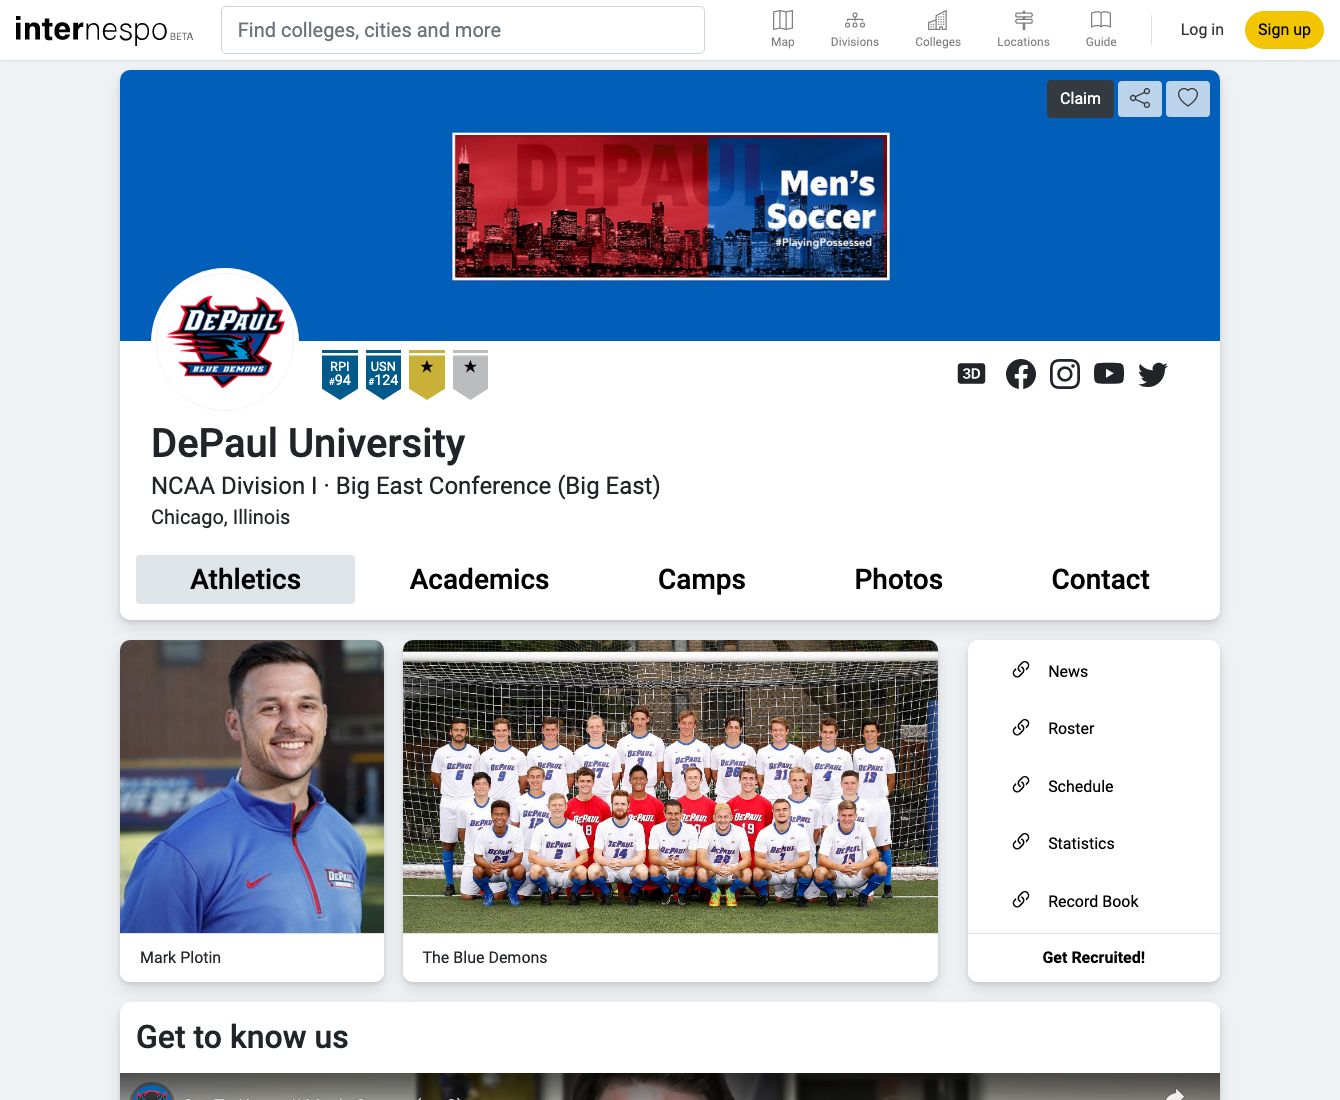 internespo BETA
Find colleges, cities and more
Map
Divisions
Colleges
Locations
Guide
Log in
Sign up
Claim
DEPAUL
Men's
Soccer
#PlayingPossessed
DEPAUL
BLUE DEMONS
RPI
#94
USN
#124
★
★
3D
DePaul University
NCAA Division I · Big East Conference (Big East)
Chicago, Illinois
Athletics
Academics
Camps
Photos
Contact
Mark Plotin
The Blue Demons
News
Roster
Schedule
Statistics
Record Book
Get Recruited!
Get to know us